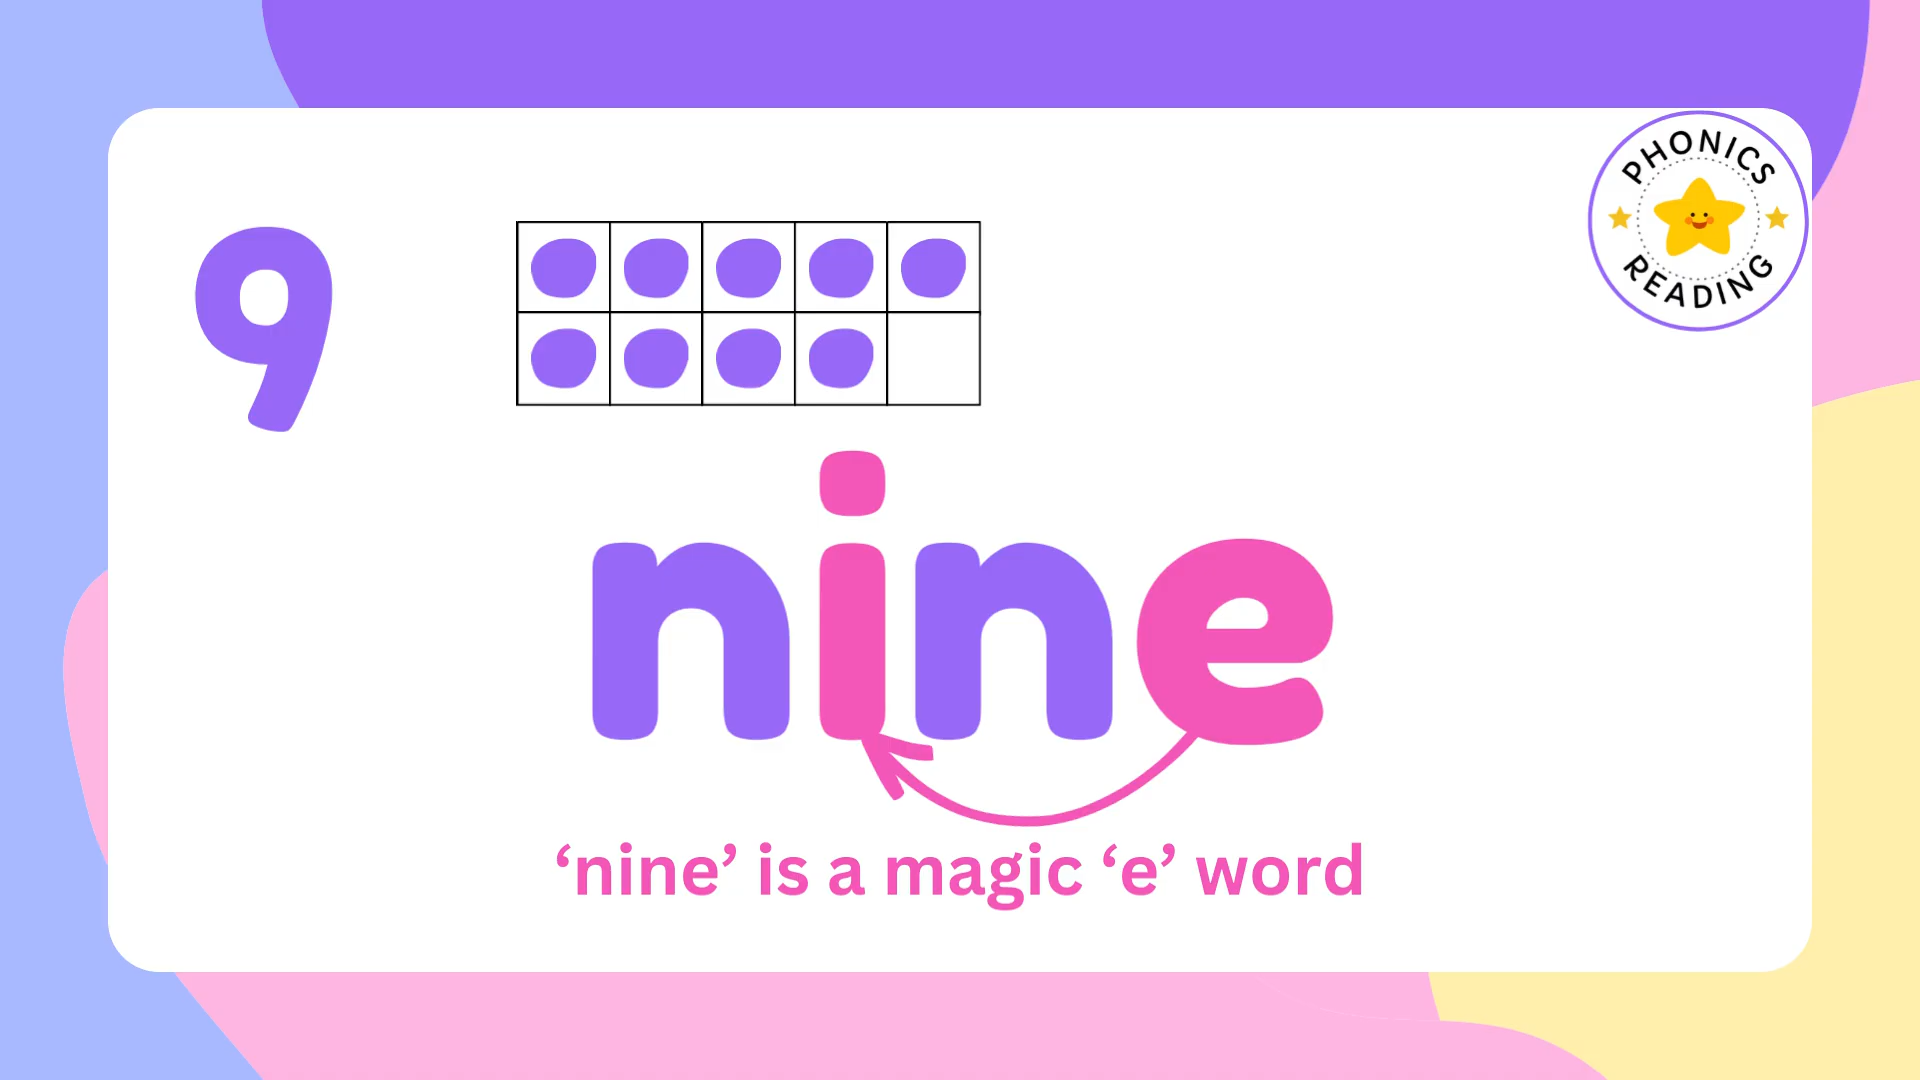 PHONICS
READING
9
nine
‘nine’ is a magic ‘e’ word